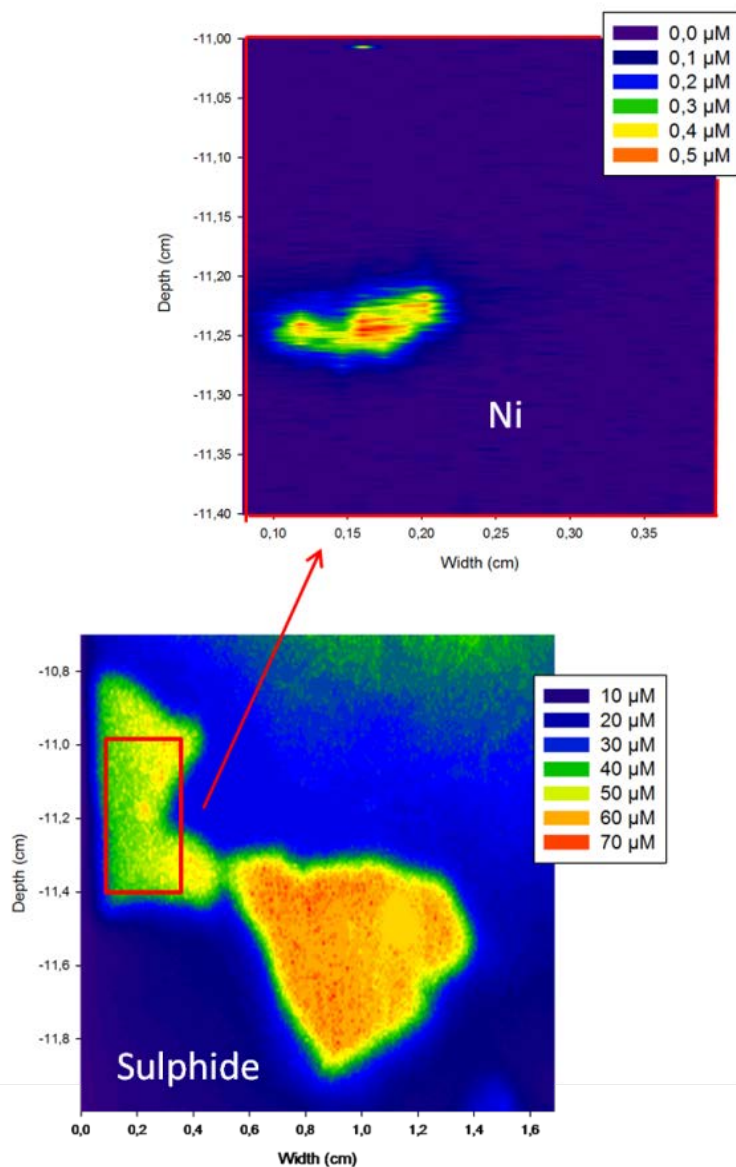 -11,00
-11,05
-11,10
-11,15
-11,20
-11,25
-11,30
-11,35
-11,40
Depth (cm)
0,10 0,15 0,20 0,25 0,30 0,35
Width (cm)
Ni
0,0 µM
0,1 µM
0,2 µM
0,3 µM
0,4 µM
0,5 µM
-10,8
-11,0
-11,2
-11,4
-11,6
-11,8
Depth (cm)
0,0 0,2 0,4 0,6 0,8 1,0 1,2 1,4 1,6
Width (cm)
Sulphide
10 µM
20 µM
30 µM
40 µM
50 µM
60 µM
70 µM